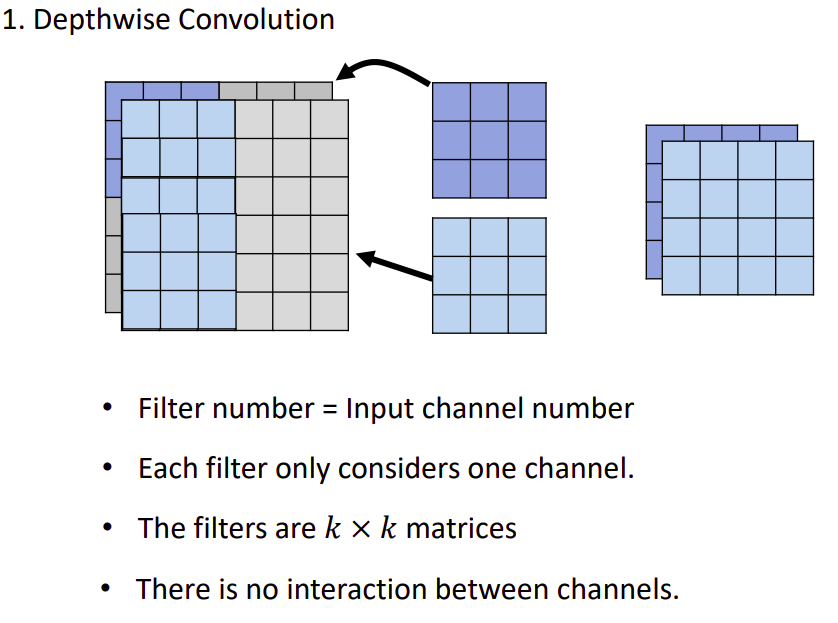 1. Depthwise Convolution
• Filter number = Input channel number
• Each filter only considers one channel.
• The filters are 𝑘 × 𝑘 matrices
• There is no interaction between channels.